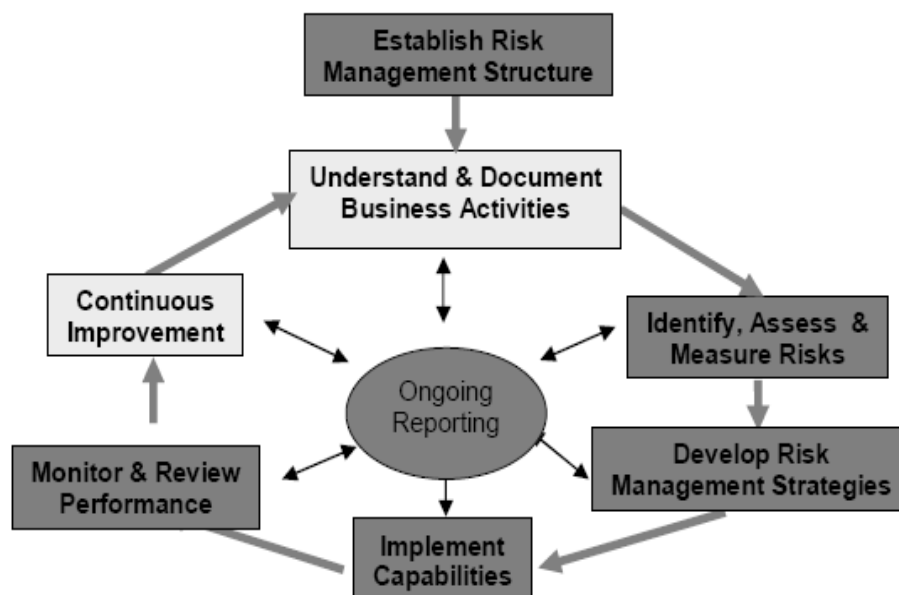 Establish Risk
Management Structure
Understand & Document
Business Activities
Continuous
Improvement
Identify, Assess &
Measure Risks
Ongoing
Reporting
Monitor & Review
Performance
Develop Risk
Management Strategies
Implement
Capabilities